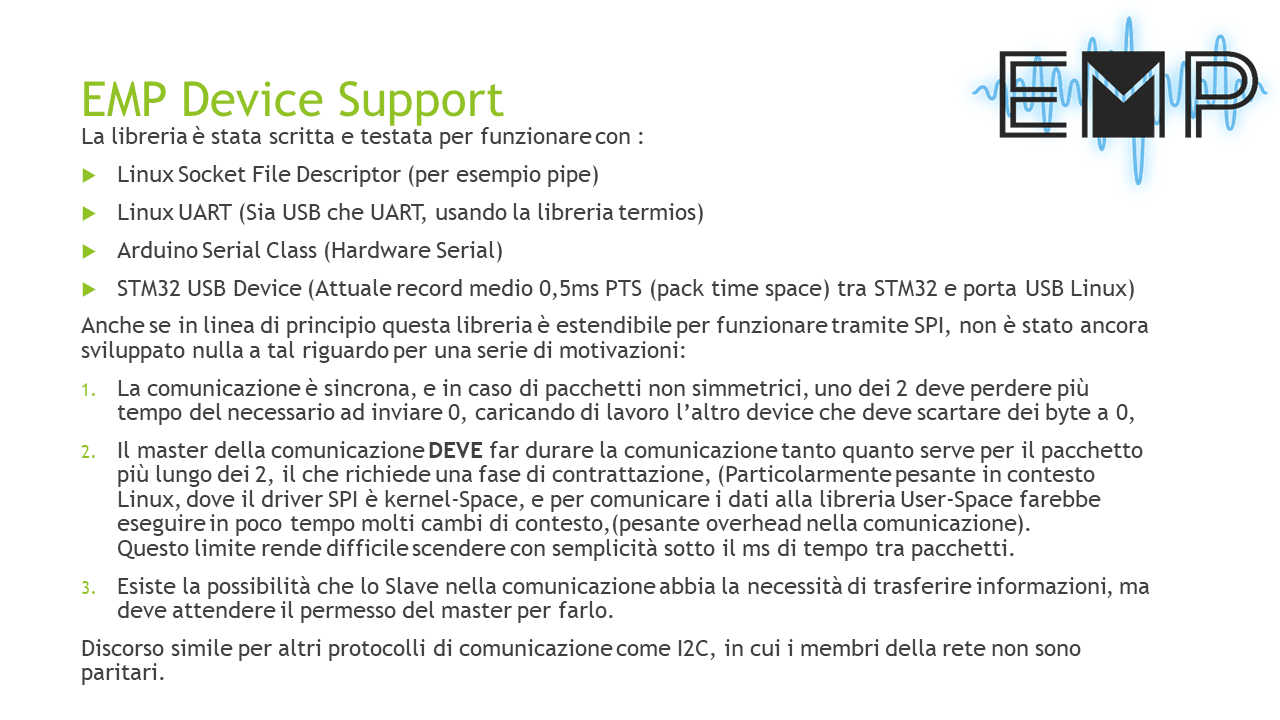 EMP Device Support
EMP
La libreria è stata scritta e testata per funzionare con :
Linux Socket File Descriptor (per esempio pipe)
Linux UART (Sia USB che UART, usando la libreria termios)
Arduino Serial Class (Hardware Serial)
STM32 USB Device (Attuale record medio 0,5ms PTS (pack time space) tra STM32 e porta USB Linux)
Anche se in linea di principio questa libreria è estendibile per funzionare tramite SPI, non è stato ancora
sviluppato nulla a tal riguardo per una serie di motivazioni:
1. La comunicazione è sincrona, e in caso di pacchetti non simmetrici, uno dei 2 deve perdere più
tempo del necessario ad inviare 0, caricando di lavoro l’altro device che deve scartare dei byte a 0,
2. Il master della comunicazione DEVE far durare la comunicazione tanto quanto serve per il pacchetto
più lungo dei 2, il che richiede una fase di contrattazione, (Particolarmente pesante in contesto
Linux, dove il driver SPI è kernel-Space, e per comunicare i dati alla libreria User-Space farebbe
eseguire in poco tempo molti cambi di contesto,(pesante overhead nella comunicazione).
Questo limite rende difficile scendere con semplicità sotto il ms di tempo tra pacchetti.
3. Esiste la possibilità che lo Slave nella comunicazione abbia la necessità di trasferire informazioni, ma
deve attendere il permesso del master per farlo.
Discorso simile per altri protocolli di comunicazione come I2C, in cui i membri della rete non sono
paritari.